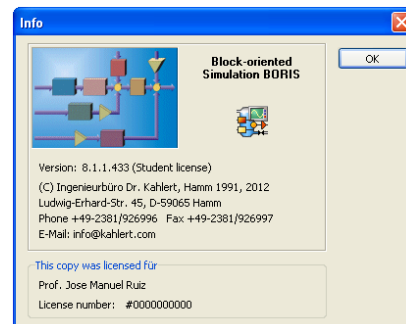 Info
Block-oriented
Simulation BORIS
OK
Version: 8.1.1.433 (Student license)
(C) Ingenieurbüro Dr. Kahlert, Hamm 1991, 2012
Ludwig-Erhard-Str. 45, D-59065 Hamm
Phone +49-2381/926996 Fax +49-2381/926997
E-Mail: info@kahlert.com
This copy was licensed für
Prof. Jose Manuel Ruiz
License number: #0000000000